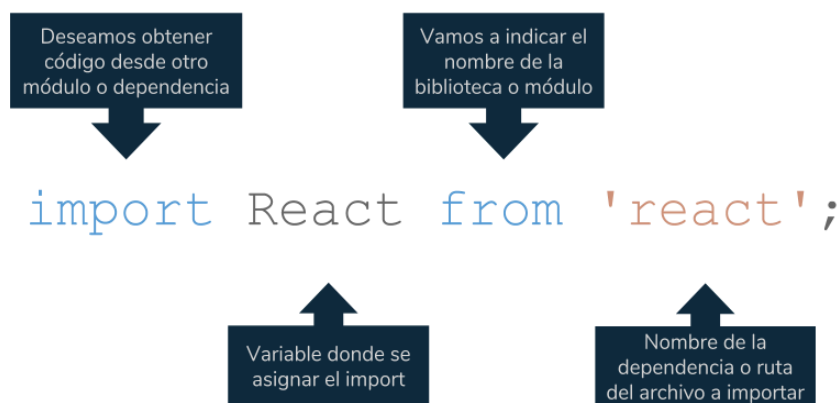 Deseamos obtener
código desde otro
módulo o dependencia
Vamos a indicar el
nombre de la
biblioteca o módulo
import React from 'react';
Variable donde se
asignar el import
Nombre de la
dependencia o ruta
del archivo a importar